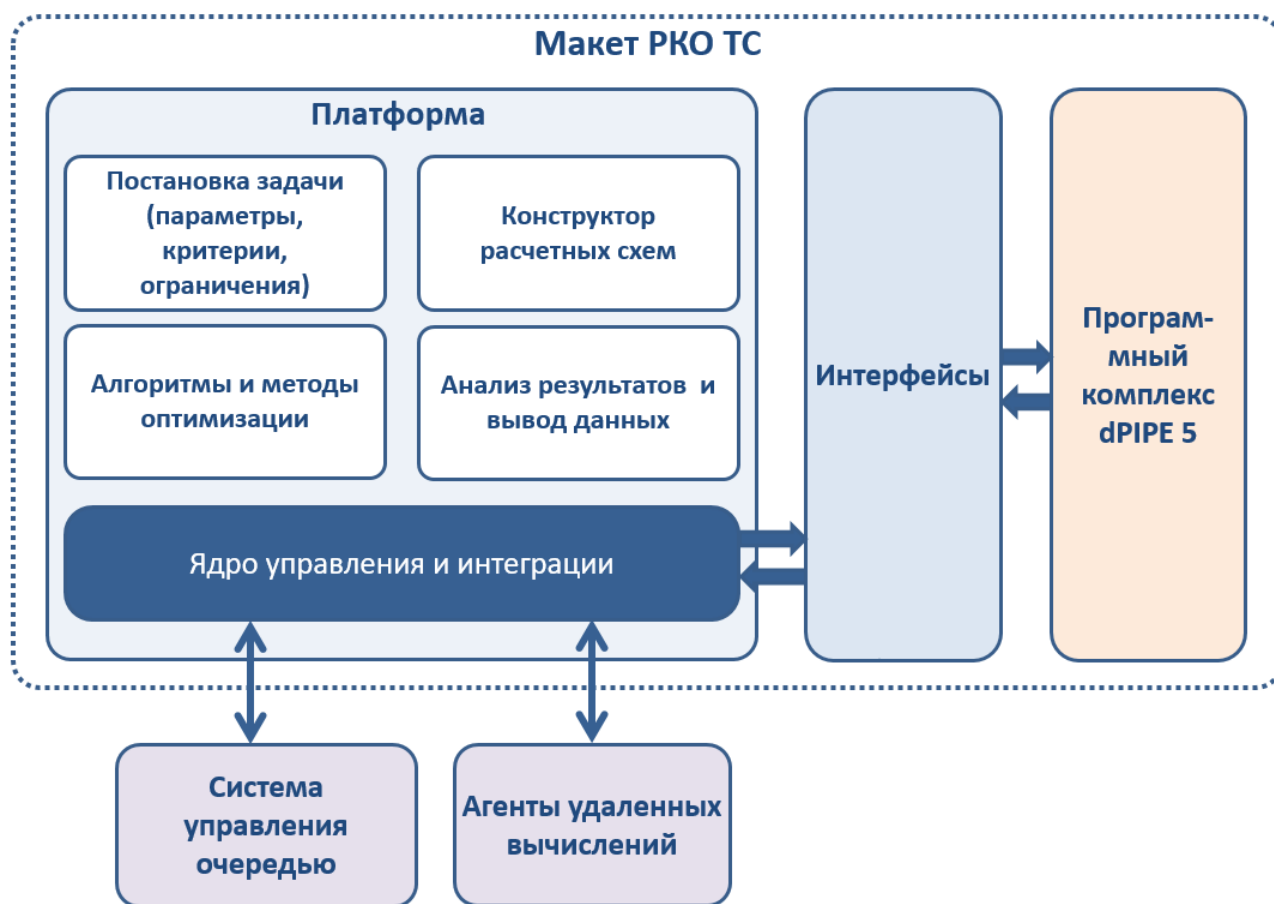 Макет РКО ТС
Платформа
Постановка задачи
(параметры,
критерии,
ограничения)
Конструктор
расчетных схем
Алгоритмы и методы
оптимизации
Анализ результатов и
вывод данных
Ядро управления и интеграции
Интерфейсы
Програм-
мный
комплекс
dPIPE 5
Система
управления
очередью
Агенты удаленных
вычислений